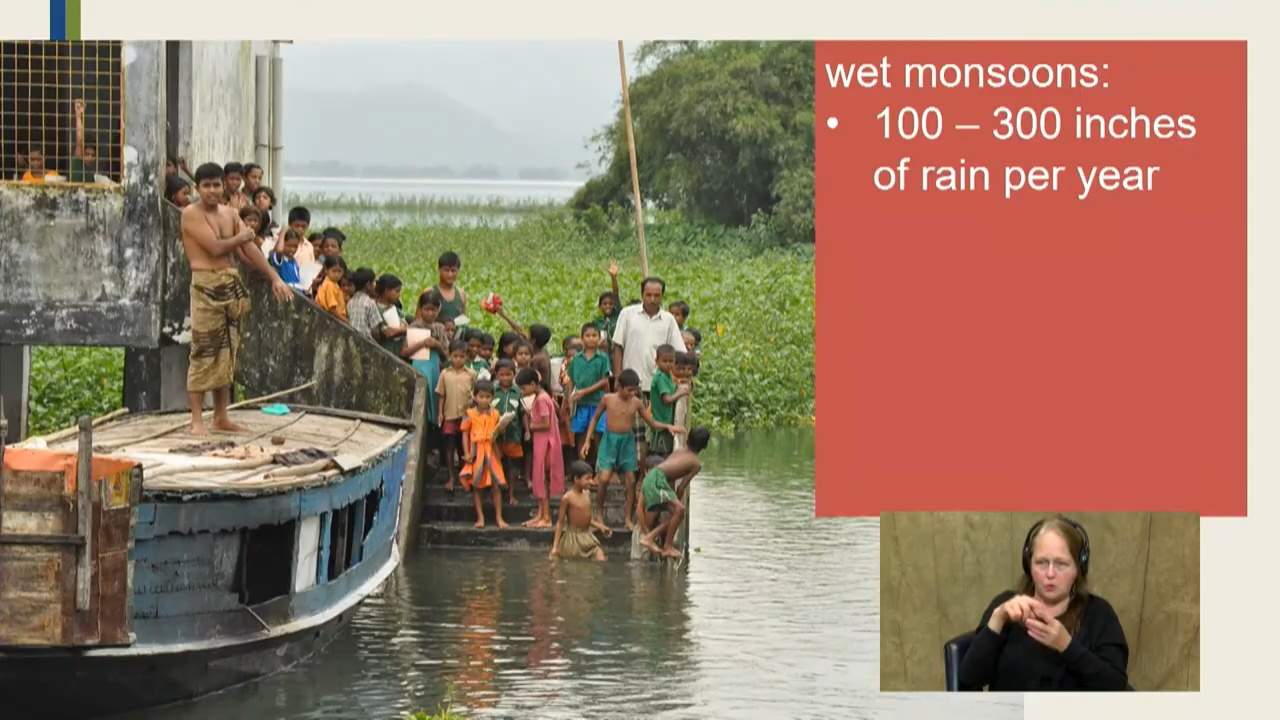 wet monsoons:
• 100 – 300 inches
of rain per year